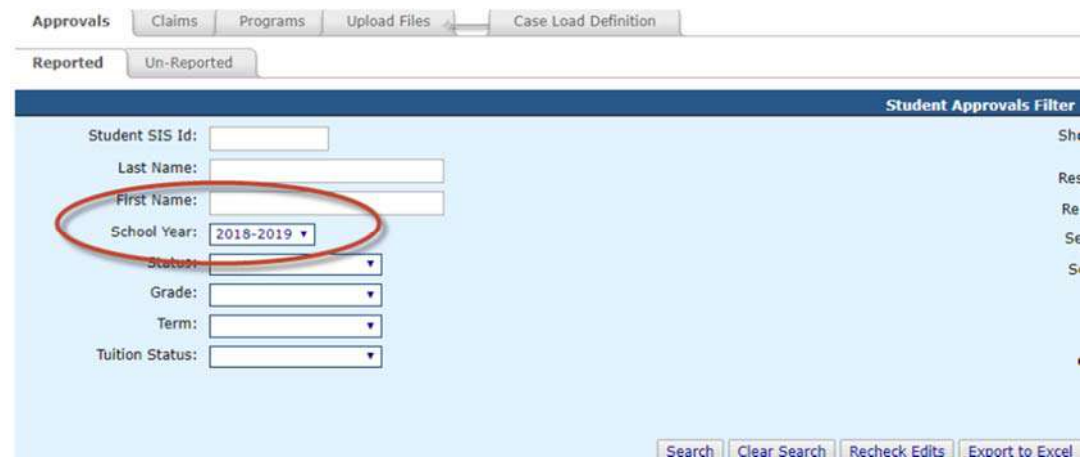 Approvals Claims Programs Upload Files Case Load Definition
Reported Un-Reported
Student Approvals Filter
Student SIS Id:
Last Name:
First Name:
School Year: 2018-2019
Status:
Grade:
Term:
Tuition Status:
Search Clear Search Recheck Edits Export to Excel